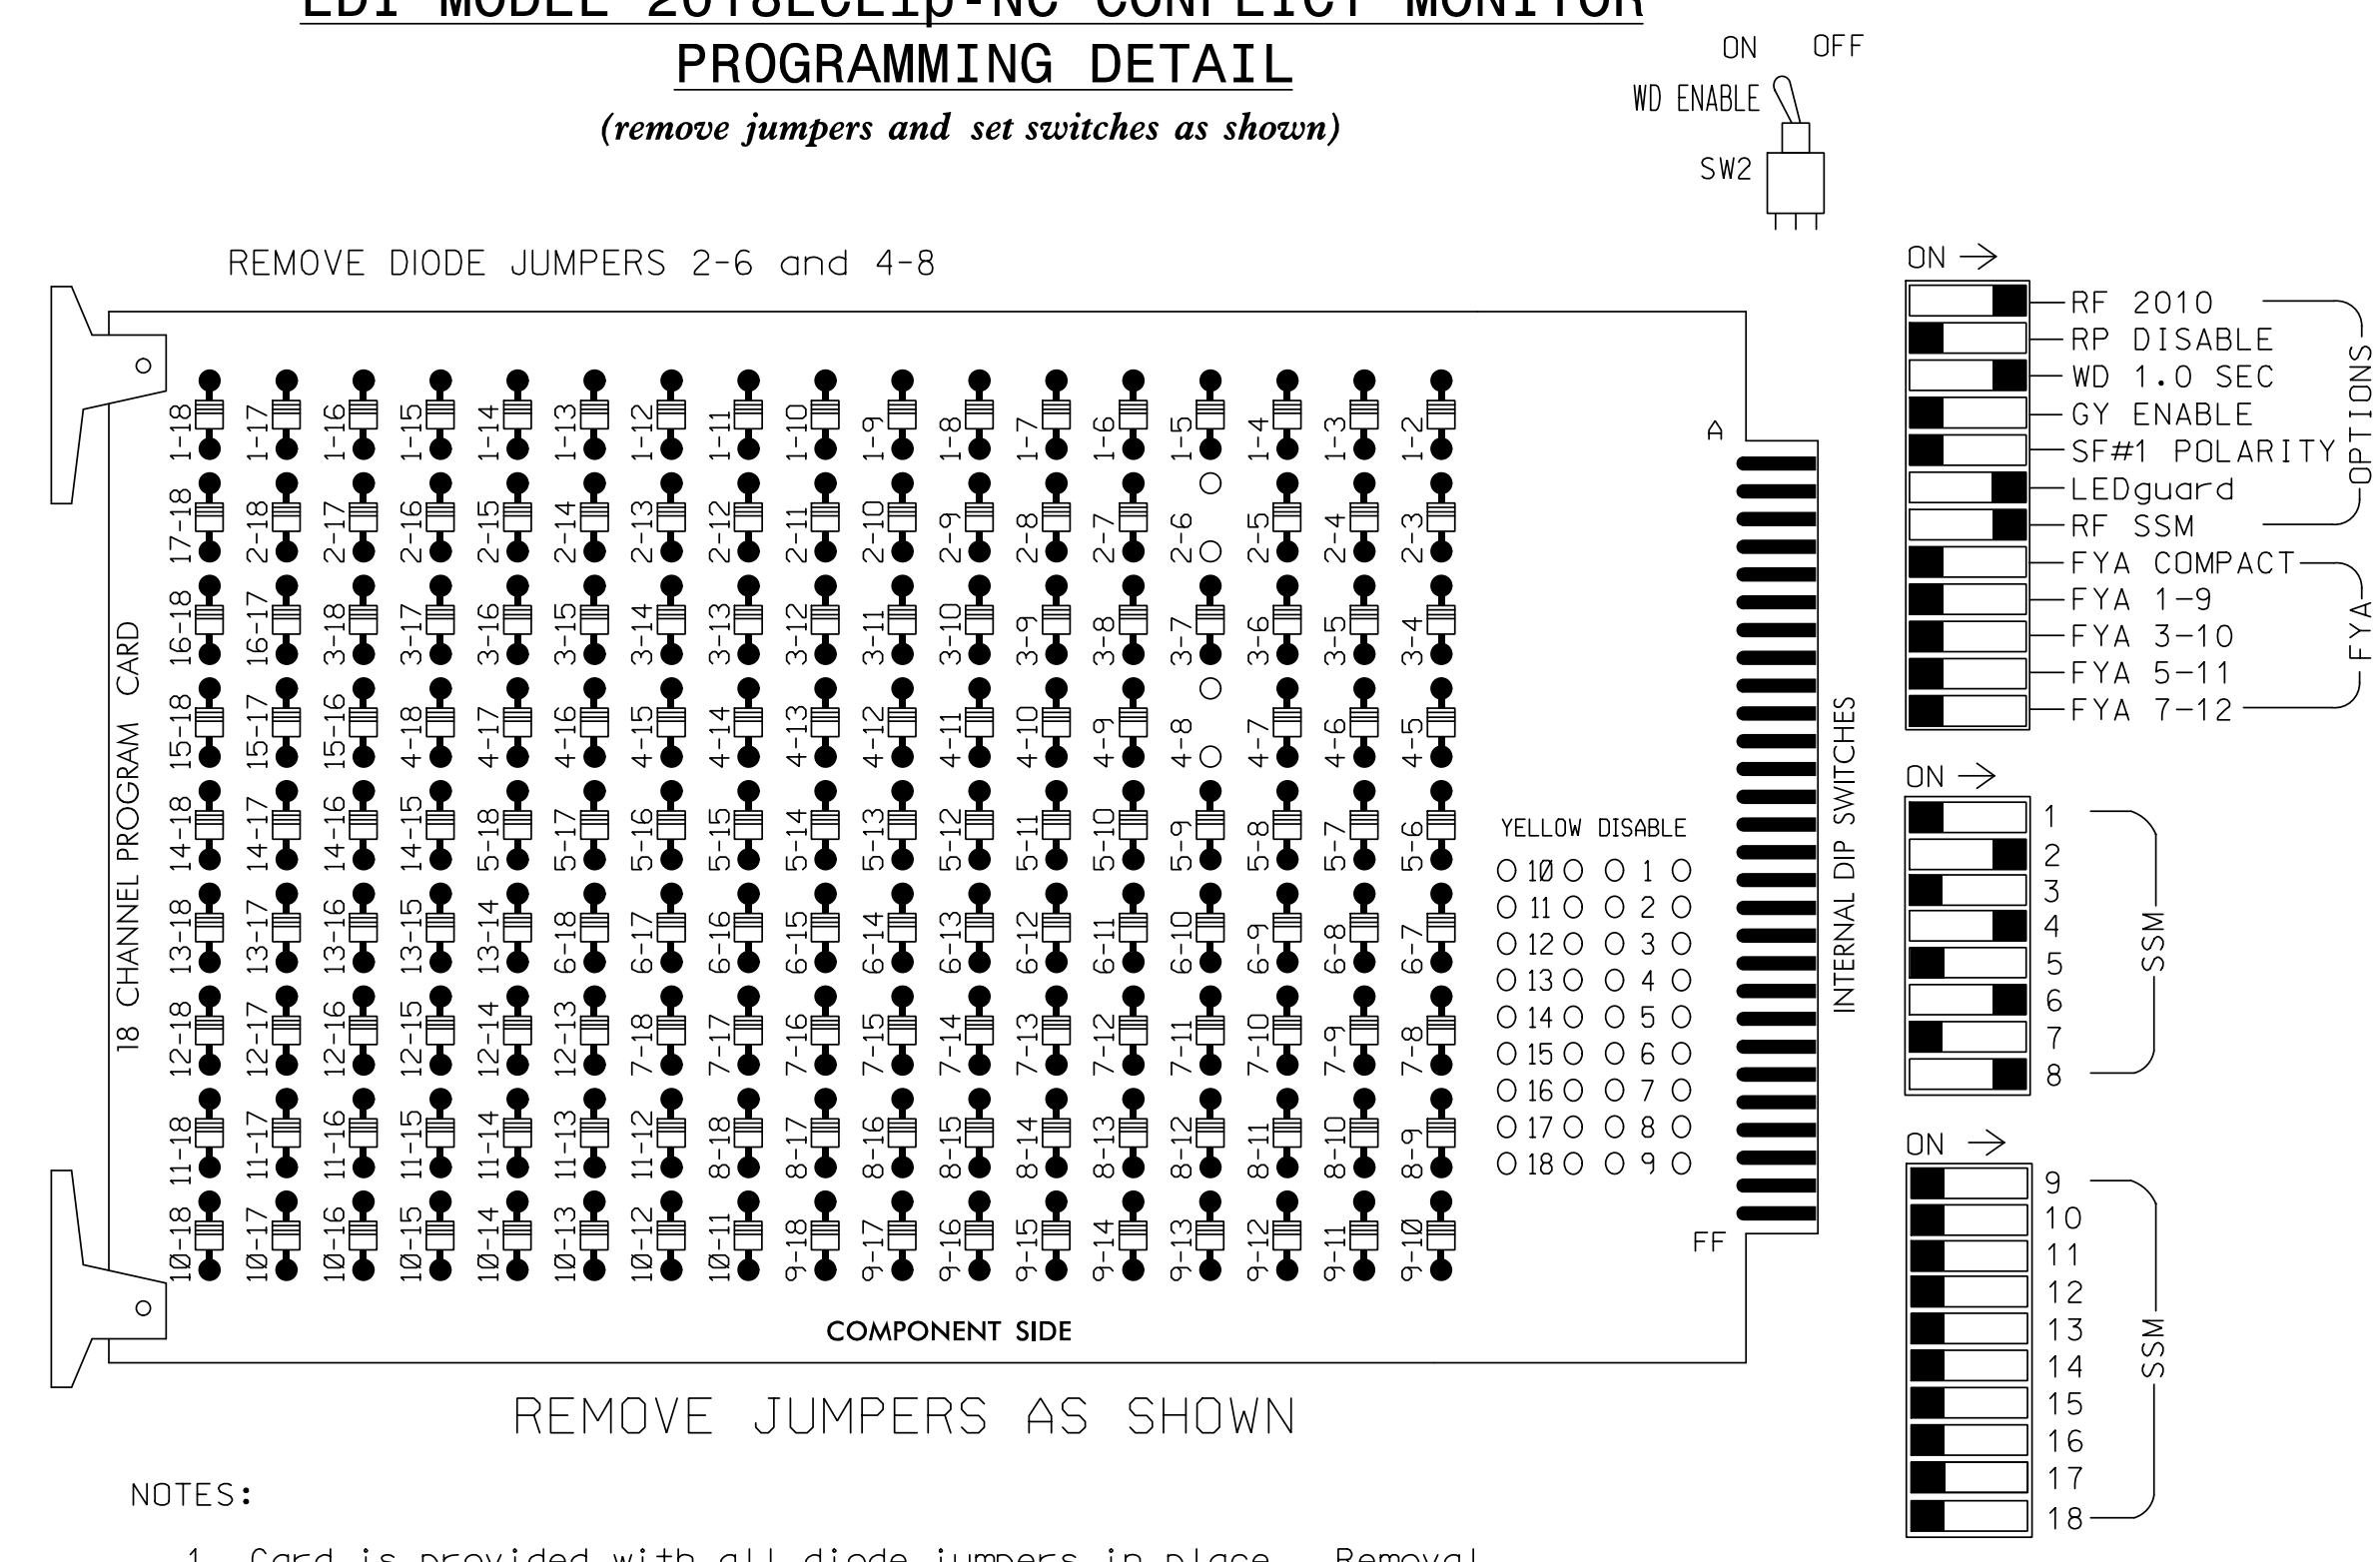 EDI MODEL 2018ECLip-NC CONFLICT MONITOR
PROGRAMMING DETAIL
(remove jumpers and set switches as shown)
ON OFF
WD ENABLE
SW2
REMOVE DIODE JUMPERS 2-6 and 4-8
18 CHANNEL PROGRAM CARD
1-18 1-17 1-16 1-15 1-14 1-13 1-12 1-11 1-10 1-9 1-8 1-7 1-6 1-5 1-4 1-3 1-2
17-18 2-18 2-17 2-16 2-15 2-14 2-13 2-12 2-11 2-10 2-9 2-8 2-7 2-6 2-5 2-4 2-3
16-18 16-17 3-18 3-17 3-16 3-15 3-14 3-13 3-12 3-11 3-10 3-9 3-8 3-7 3-6 3-5 3-4
15-18 15-17 15-16 4-18 4-17 4-16 4-15 4-14 4-13 4-12 4-11 4-10 4-9 4-8 4-7 4-6 4-5
14-18 14-17 14-16 14-15 5-18 5-17 5-16 5-15 5-14 5-13 5-12 5-11 5-10 5-9 5-8 5-7 5-6
13-18 13-17 13-16 13-15 13-14 6-18 6-17 6-16 6-15 6-14 6-13 6-12 6-11 6-10 6-9 6-8 6-7
12-18 12-17 12-16 12-15 12-14 12-13 7-18 7-17 7-16 7-15 7-14 7-13 7-12 7-11 7-10 7-9 7-8
11-18 11-17 11-16 11-15 11-14 11-13 11-12 8-18 8-17 8-16 8-15 8-14 8-13 8-12 8-11 8-10 8-9
10-18 10-17 10-16 10-15 10-14 10-13 10-12 10-11 9-18 9-17 9-16 9-15 9-14 9-13 9-12 9-11 9-10
COMPONENT SIDE
A
FF
YELLOW DISABLE
10 1
11 2
12 3
13 4
14 5
15 6
16 7
17 8
18 9
INTERNAL DIP SWITCHES
ON
RF 2010
RP DISABLE
WD 1.0 SEC
GY ENABLE
SF#1 POLARITY
LEDguard
RF SSM
OPTIONS
FYA COMPACT
FYA 1-9
FYA 3-10
FYA 5-11
FYA 7-12
FYA
ON
1
2
3
4
5
6
7
8
SSM
ON
9
10
11
12
13
14
15
16
17
18
SSM
REMOVE JUMPERS AS SHOWN
NOTES:
1. Card is provided with all diode jumpers in place. Removal